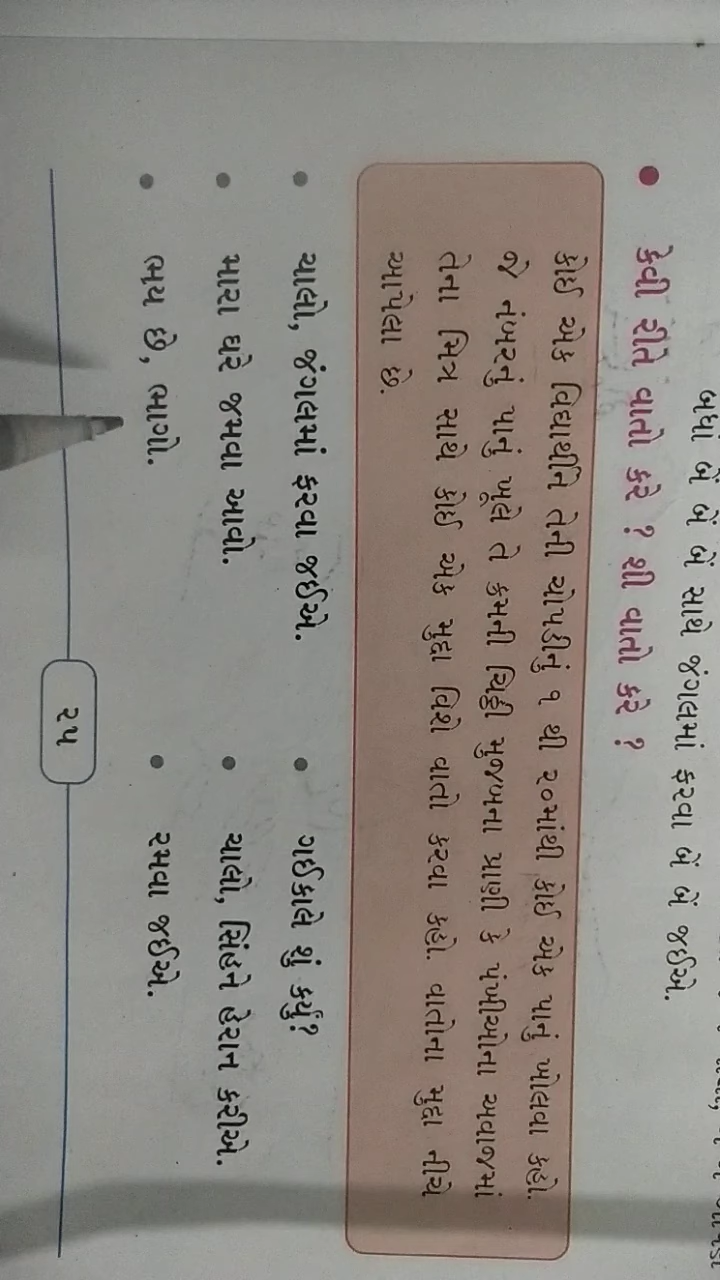 બધાં બેં બેં બેં સાથે જંગલમાં ફરવા બેં બેં જઈએ.
• કેવી રીતે વાતો કરે ? શી વાતો કરે ?
કોઈ એક વિદ્યાર્થીને તેની ચોપડીનું ૧ થી ૨૦માંથી કોઈ એક પાનું ખોલવા કહો.
જે નંબરનું પાનું ખૂલે તે ક્રમની ચિઠ્ઠી મુજબના પ્રાણી કે પંખીઓના અવાજમાં
તેના મિત્ર સાથે કોઈ એક મુદ્દા વિશે વાતો કરવા કહો. વાતોના મુદ્દા નીચે
આપેલા છે.
• ચાલો, જંગલમાં ફરવા જઈએ. • ગઈકાલે શું કર્યું?
• મારા ઘરે જમવા આવો. • ચાલો, સિંહને હેરાન કરીએ.
• ભય છે, ભાગો. • રમવા જઈએ.
૨૫